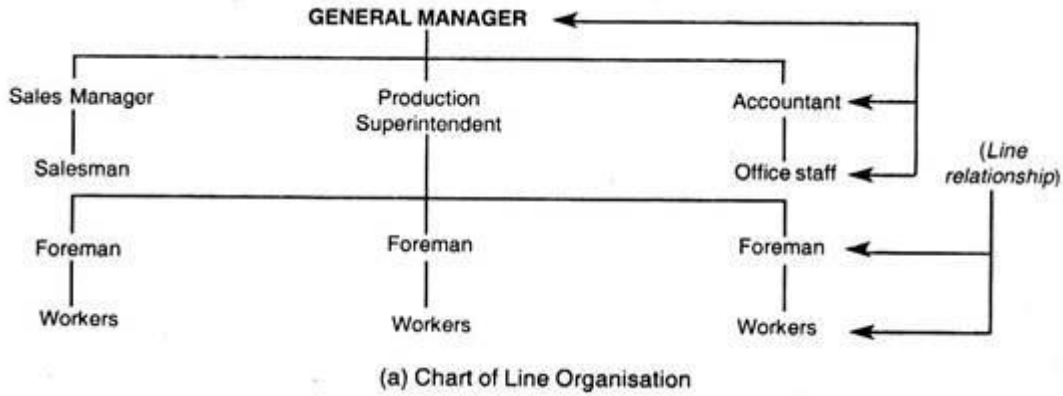 GENERAL MANAGER
Sales Manager
Production
Superintendent
Accountant
Salesman
Office staff
(Line
relationship)
Foreman
Foreman
Foreman
Workers
Workers
Workers
(a) Chart of Line Organisation